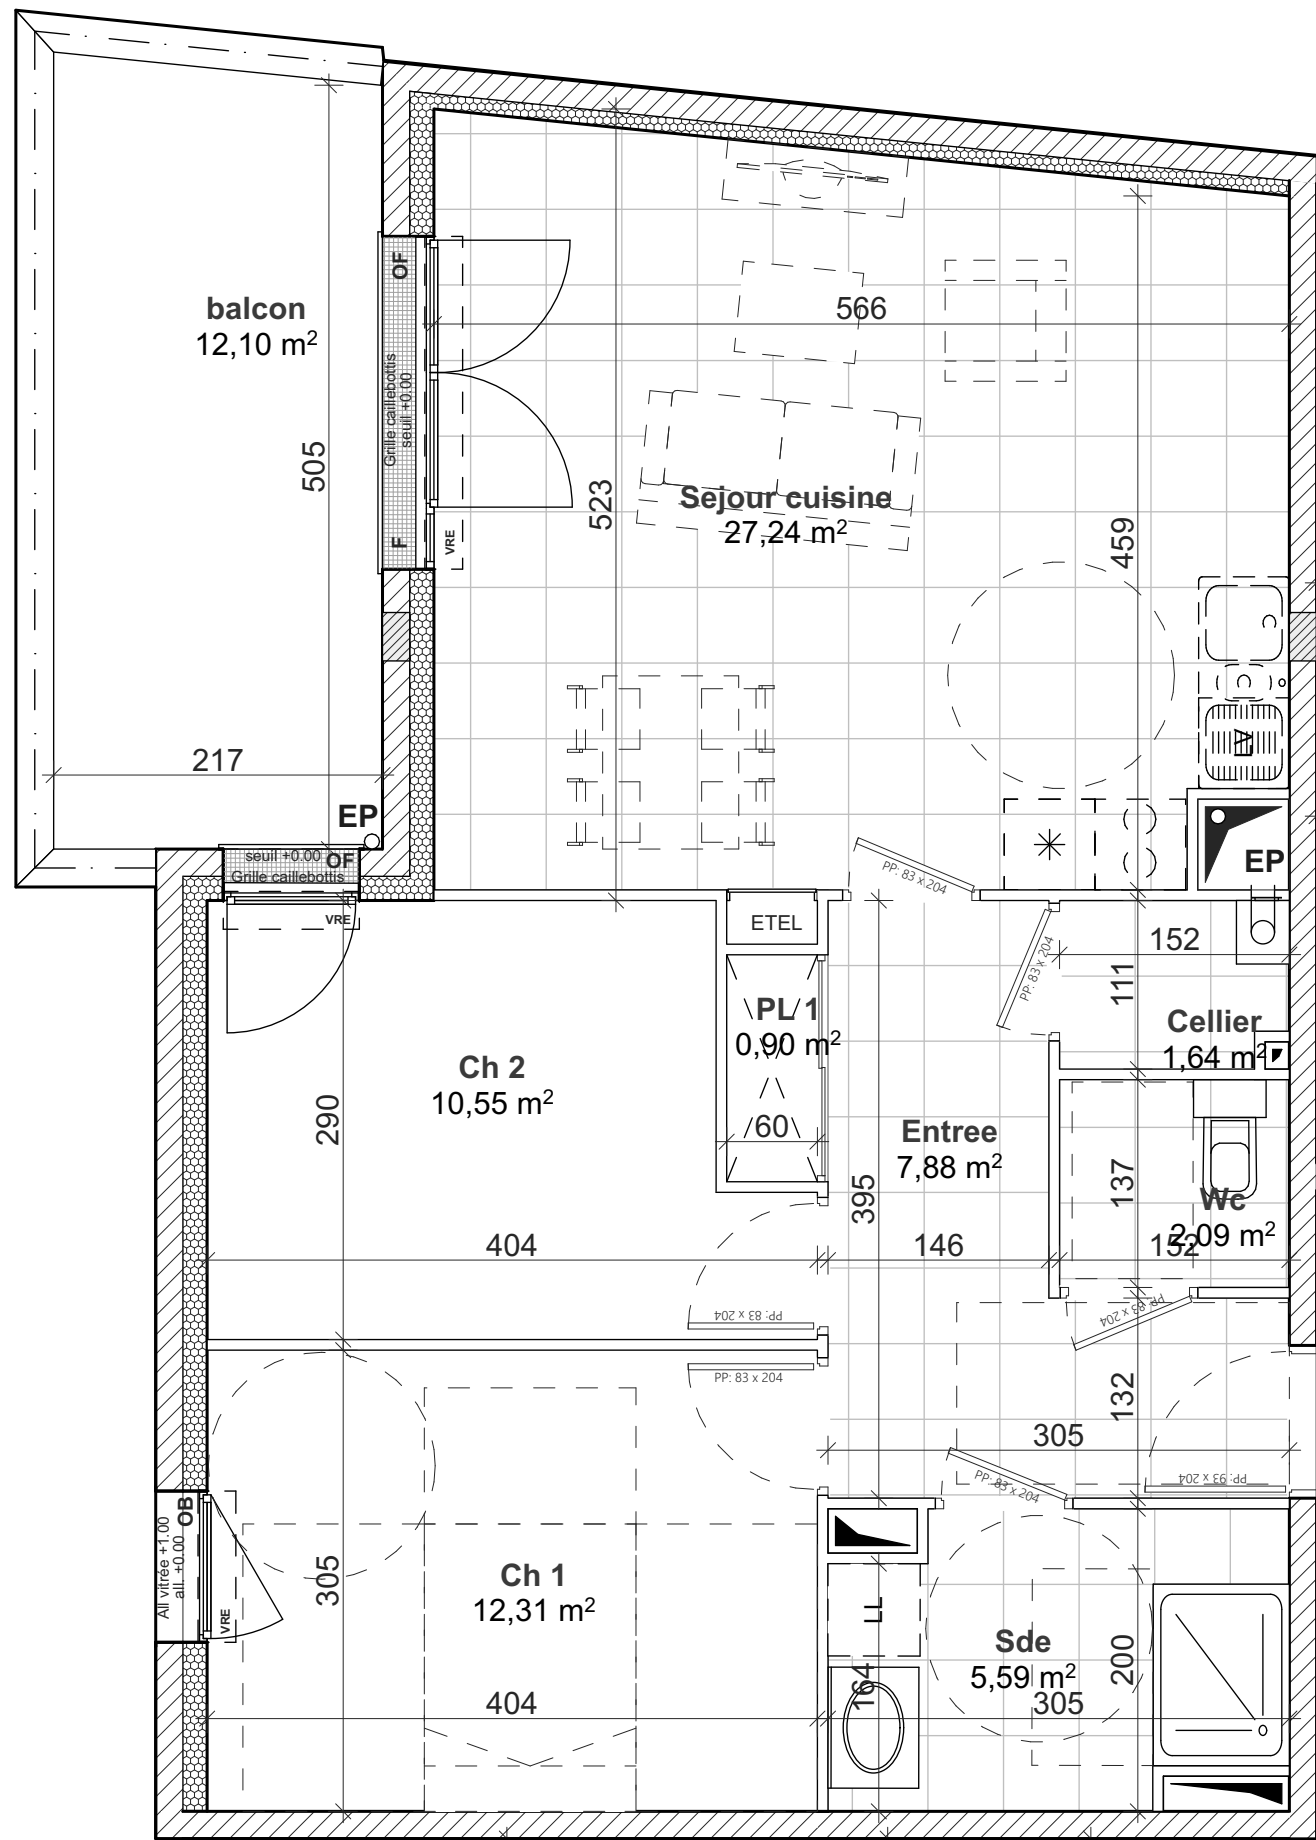 balcon
12,10 m²
505
217
EP
OF
Grille caillebottis
seuil +0.00
F
VRE
566
523
Sejour cuisine
27,24 m²
459
LV
EP
PP: 83 x 204
seuil +0.00
OF
Grille caillebottis
VRE
ETEL
PL 1
0,90 m²
60
PP: 83 x 204
152
111
Cellier
1,64 m²
Ch 2
10,55 m²
290
404
Entree
7,88 m²
395
146
137
Wc
2,09 m²
152
PP: 83 x 204
PP: 83 x 204
PP: 83 x 204
132
305
PP: 93 x 204
PP: 83 x 204
OB
All vitrée +1.00
all. +0.00
VRE
305
Ch 1
12,31 m²
404
LL
164
Sde
5,59 m²
200
305